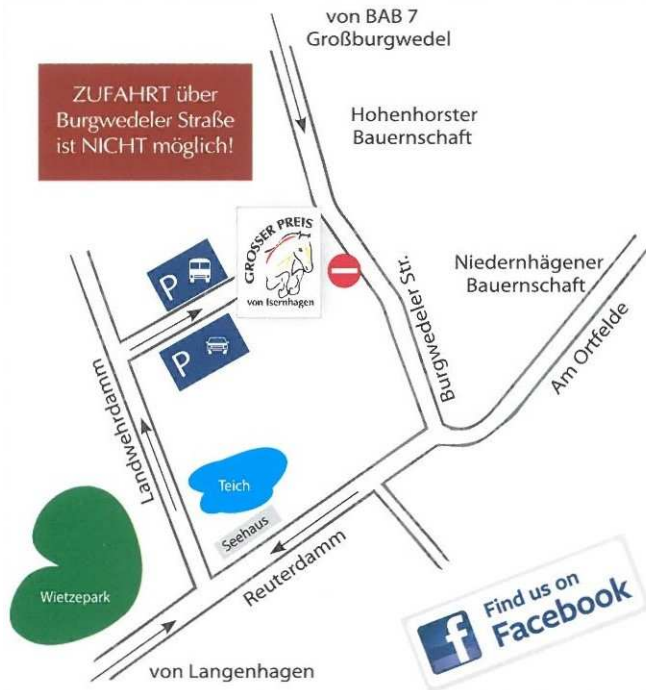 von BAB 7
Großburgwedel
ZUFAHRT über
Burgwedeler Straße
ist NICHT möglich!
Hohenhorster
Bauernschaft
GROSSER PREIS
von Isernhagen
P
P
Burgwedeler Str.
Niedernhägener
Bauernschaft
Am Ortfelde
Landwehrdamm
Teich
Seehaus
Reuterdamm
Wietzepark
von Langenhagen
f
Find us on
Facebook